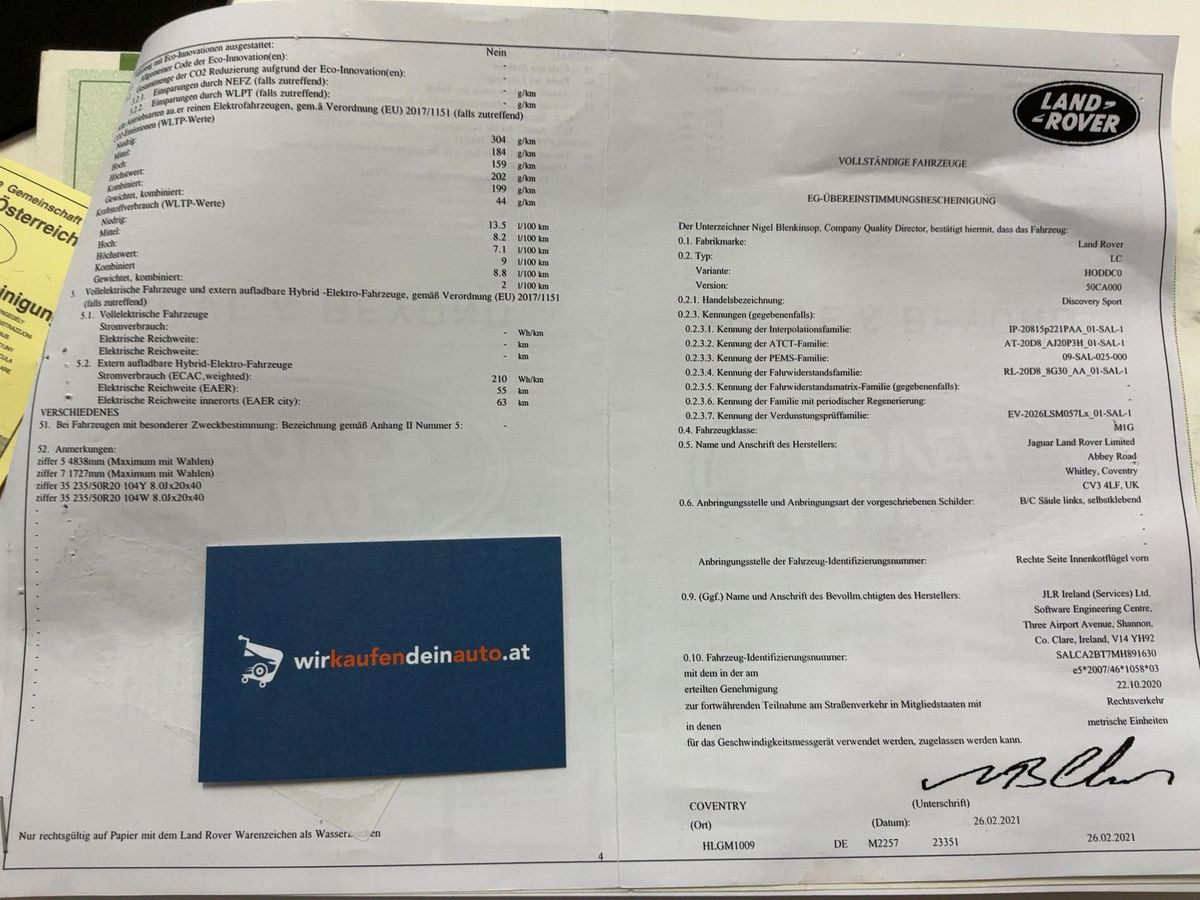 Nein
Allgemeiner Code der Eco-Innovation(en): -
Gesamtmenge der CO2 Reduzierung aufgrund der Eco-Innovation(en):
Einsparungen durch NEFZ (falls zutreffend): - g/km
Einsparungen durch WLPT (falls zutreffend): - g/km
reinen Elektrofahrzeugen, gem.ä Verordnung (EU) 2017/1151 (falls zutreffend)
(WLTP-Werte)
Niedrig: 304 g/km
Mittel: 184 g/km
Hoch: 159 g/km
Höchstwert: 202 g/km
Kombiniert: 199 g/km
Gewichtet, kombiniert: 44 g/km
Kraftstoffverbrauch (WLTP-Werte)
Niedrig: 13.5 l/100 km
Mittel: 8.2 l/100 km
Hoch: 7.1 l/100 km
Höchstwert: 9 l/100 km
Kombiniert 8.8 l/100 km
Gewichtet, kombiniert: 2 l/100 km
5 Vollelektrische Fahrzeuge und extern aufladbare Hybrid -Elektro-Fahrzeuge, gemäß Verordnung (EU) 2017/1151
(falls zutreffend)
5.1. Vollelektrische Fahrzeuge
Stromverbrauch: - Wh/km
Elektrische Reichweite: - km
Elektrische Reichweite: - km
5.2. Extern aufladbare Hybrid-Elektro-Fahrzeuge
Stromverbrauch (ECAC,weighted): 210 Wh/km
Elektrische Reichweite (EAER): 55 km
Elektrische Reichweite innerorts (EAER city): 63 km
VERSCHIEDENES
51. Bei Fahrzeugen mit besonderer Zweckbestimmung: Bezeichnung gemäß Anhang II Nummer 5: -
52. Anmerkungen:
ziffer 5 4838mm (Maximum mit Wahlen)
ziffer 7 1727mm (Maximum mit Wahlen)
ziffer 35 235/50R20 104Y 8.0Jx20x40
ziffer 35 235/50R20 104W 8.0Jx20x40
wirkaufendeinauto.at
Nur rechtsgültig auf Papier mit dem Land Rover Warenzeichen als Wasserzeichen
4
Gemeinschaft
Österreich
LAND-
-ROVER
VOLLSTÄNDIGE FAHRZEUGE
EG-ÜBEREINSTIMMUNGSBESCHEINIGUNG
Der Unterzeichner Nigel Blenkinsop, Company Quality Director, bestätigt hiermit, dass das Fahrzeug:
0.1. Fabrikmarke: Land Rover
0.2. Typ: LC
Variante: HODDC0
Version: 50CA000
0.2.1. Handelsbezeichnung: Discovery Sport
0.2.3. Kennungen (gegebenenfalls):
0.2.3.1. Kennung der Interpolationsfamilie: IP-20815p221PAA_01-SAL-1
0.2.3.2. Kennung der ATCT-Familie: AT-20D8_AJ20P3H_01-SAL-1
0.2.3.3. Kennung der PEMS-Familie: 09-SAL-025-000
0.2.3.4. Kennung der Fahrwiderstandsfamilie: RL-20D8_8G30_AA_01-SAL-1
0.2.3.5. Kennung der Fahrwiderstandsmatrix-Familie (gegebenenfalls): -
0.2.3.6. Kennung der Familie mit periodischer Regenerierung: -
0.2.3.7. Kennung der Verdunstungsprüffamilie: EV-2026LSM057Lx_01-SAL-1
0.4. Fahrzeugklasse: M1G
0.5. Name und Anschrift des Herstellers: Jaguar Land Rover Limited
Abbey Road
Whitley, Coventry
CV3 4LF, UK
0.6. Anbringungsstelle und Anbringungsart der vorgeschriebenen Schilder: B/C Säule links, selbstklebend
-
-
Anbringungsstelle der Fahrzeug-Identifizierungsnummer: Rechte Seite Innenkotflügel vorn
0.9. (Ggf.) Name und Anschrift des Bevollm.chtigten des Herstellers: JLR Ireland (Services) Ltd,
Software Engineering Centre,
Three Airport Avenue, Shannon,
Co. Clare, Ireland, V14 YH92
0.10. Fahrzeug-Identifizierungsnummer: SALCA2BT7MH891630
mit dem in der am e5*2007/46*1058*03
erteilten Genehmigung 22.10.2020
zur fortwährenden Teilnahme am Straßenverkehr in Mitgliedstaaten mit Rechtsverkehr
in denen metrische Einheiten
für das Geschwindigkeitsmessgerät verwendet werden, zugelassen werden kann.
COVENTRY (Unterschrift)
(Ort) (Datum): 26.02.2021
HLGM1009 DE M2257 23351 26.02.2021